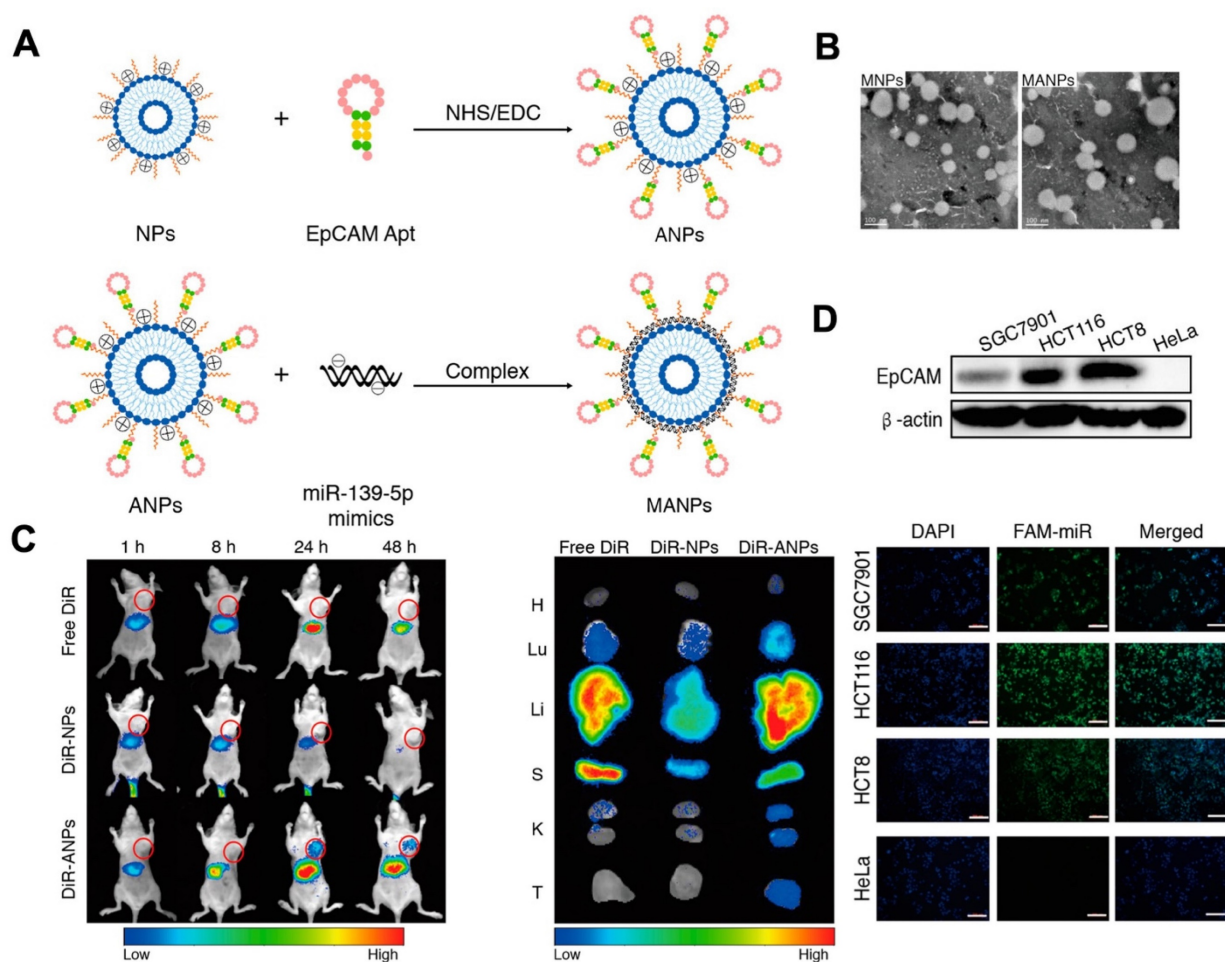 A
NPs
+
EpCAM Apt
NHS/EDC
ANPs
B
MNPs
100 nm
MANPs
100 nm
ANPs
+
miR-139-5p
mimics
Complex
MANPs
D
SGC7901
HCT116
HCT8
HeLa
EpCAM
β-actin
C
1 h
8 h
24 h
48 h
Free DiR
DiR-NPs
DiR-ANPs
Low
High
Free DiR
DiR-NPs
DiR-ANPs
H
Lu
Li
S
K
T
Low
High
DAPI
FAM-miR
Merged
SGC7901
HCT116
HCT8
HeLa